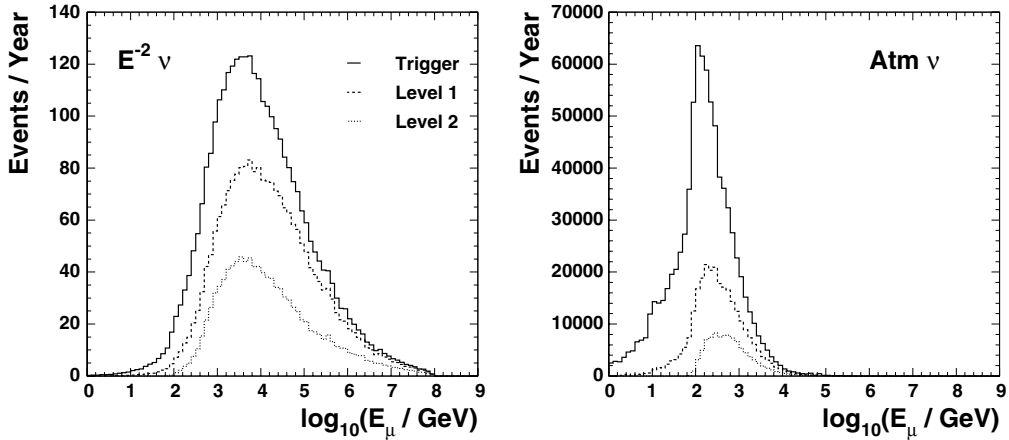 Events / Year
140
120
100
80
60
40
20
0
E⁻² ν
Trigger
Level 1
Level 2
0 1 2 3 4 5 6 7 8 9
log₁₀(Eμ / GeV)
Events / Year
70000
60000
50000
40000
30000
20000
10000
0
Atm ν
0 1 2 3 4 5 6 7 8 9
log₁₀(Eμ / GeV)